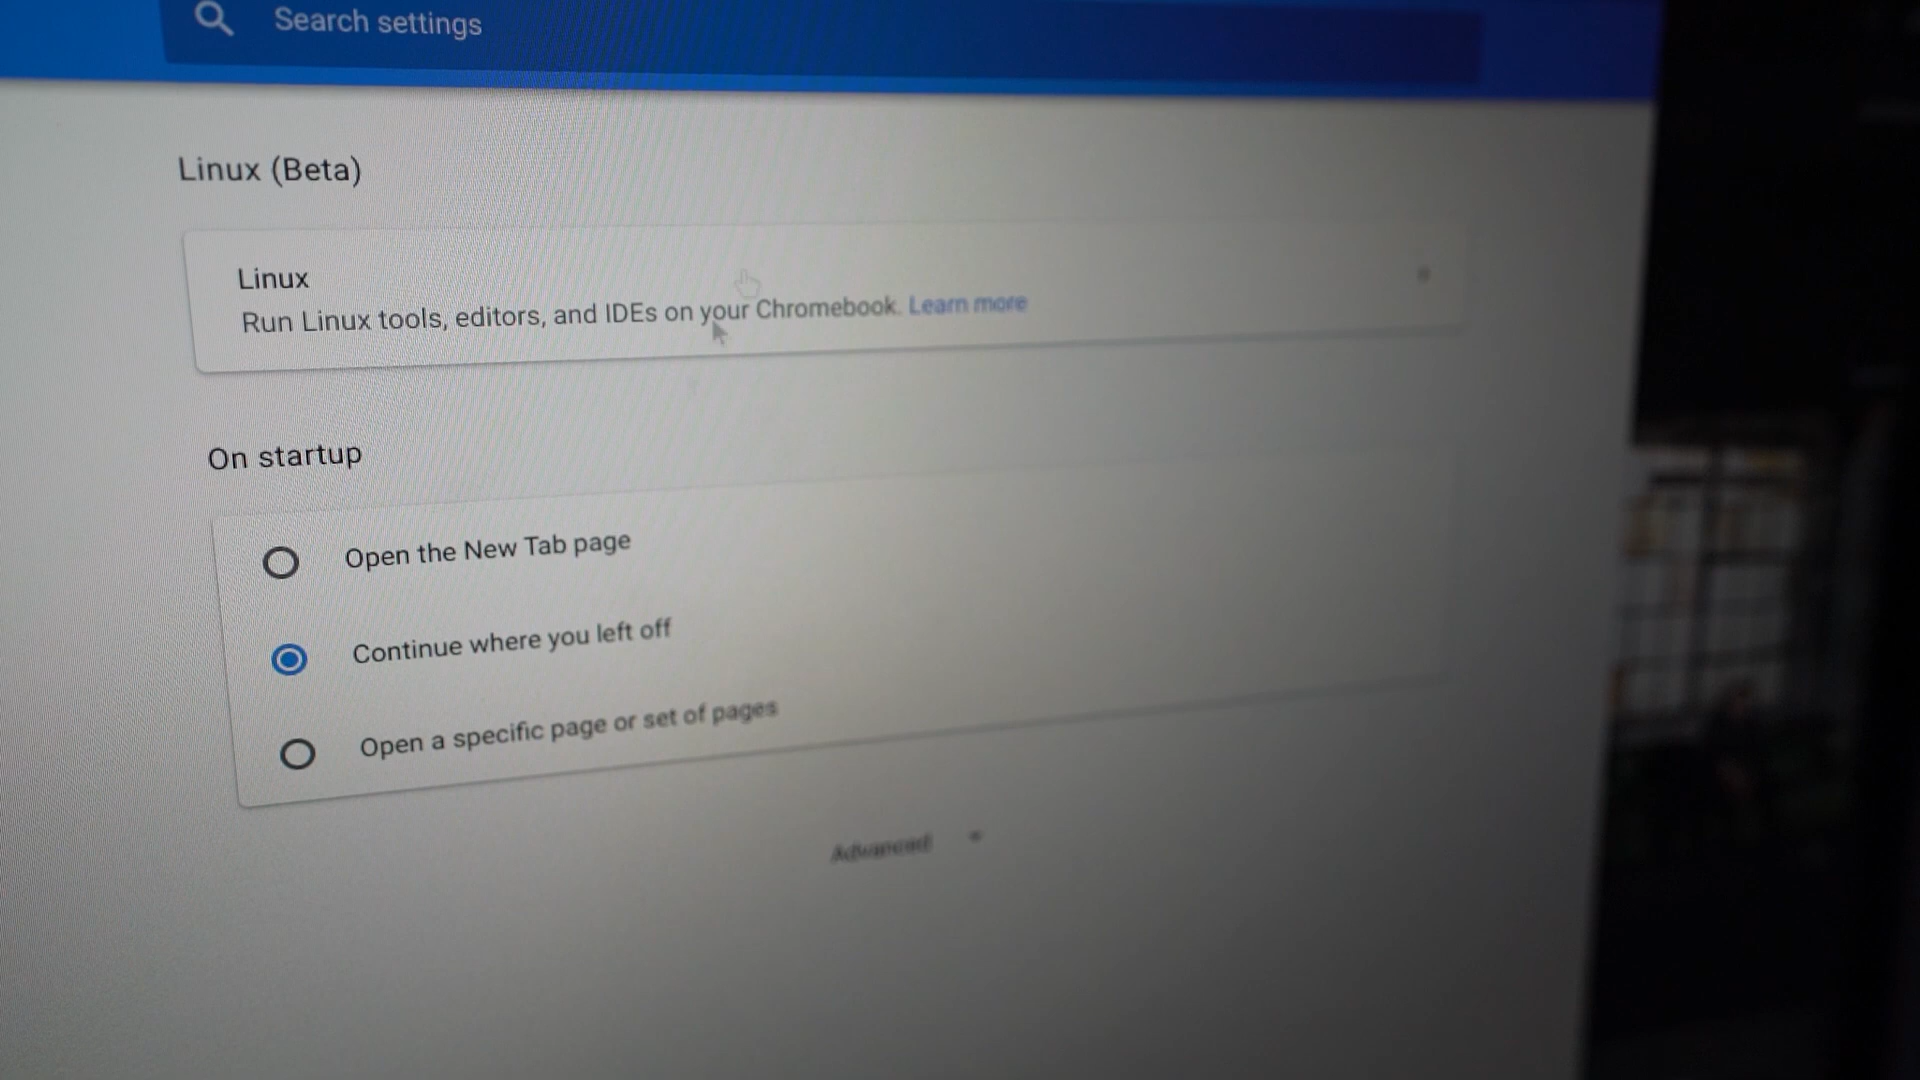 Search settings
Linux (Beta)
Linux
Run Linux tools, editors, and IDEs on your Chromebook. Learn more
On startup
Open the New Tab page
Continue where you left off
Open a specific page or set of pages
Advanced